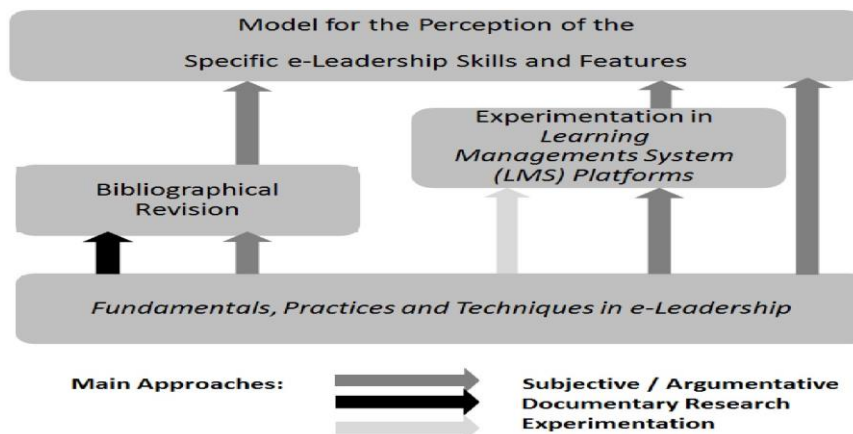 Model for the Perception of the
Specific e-Leadership Skills and Features
Experimentation in
Learning
Managements System
(LMS) Platforms
Bibliographical
Revision
Fundamentals, Practices and Techniques in e-Leadership
Main Approaches:
Subjective / Argumentative
Documentary Research
Experimentation